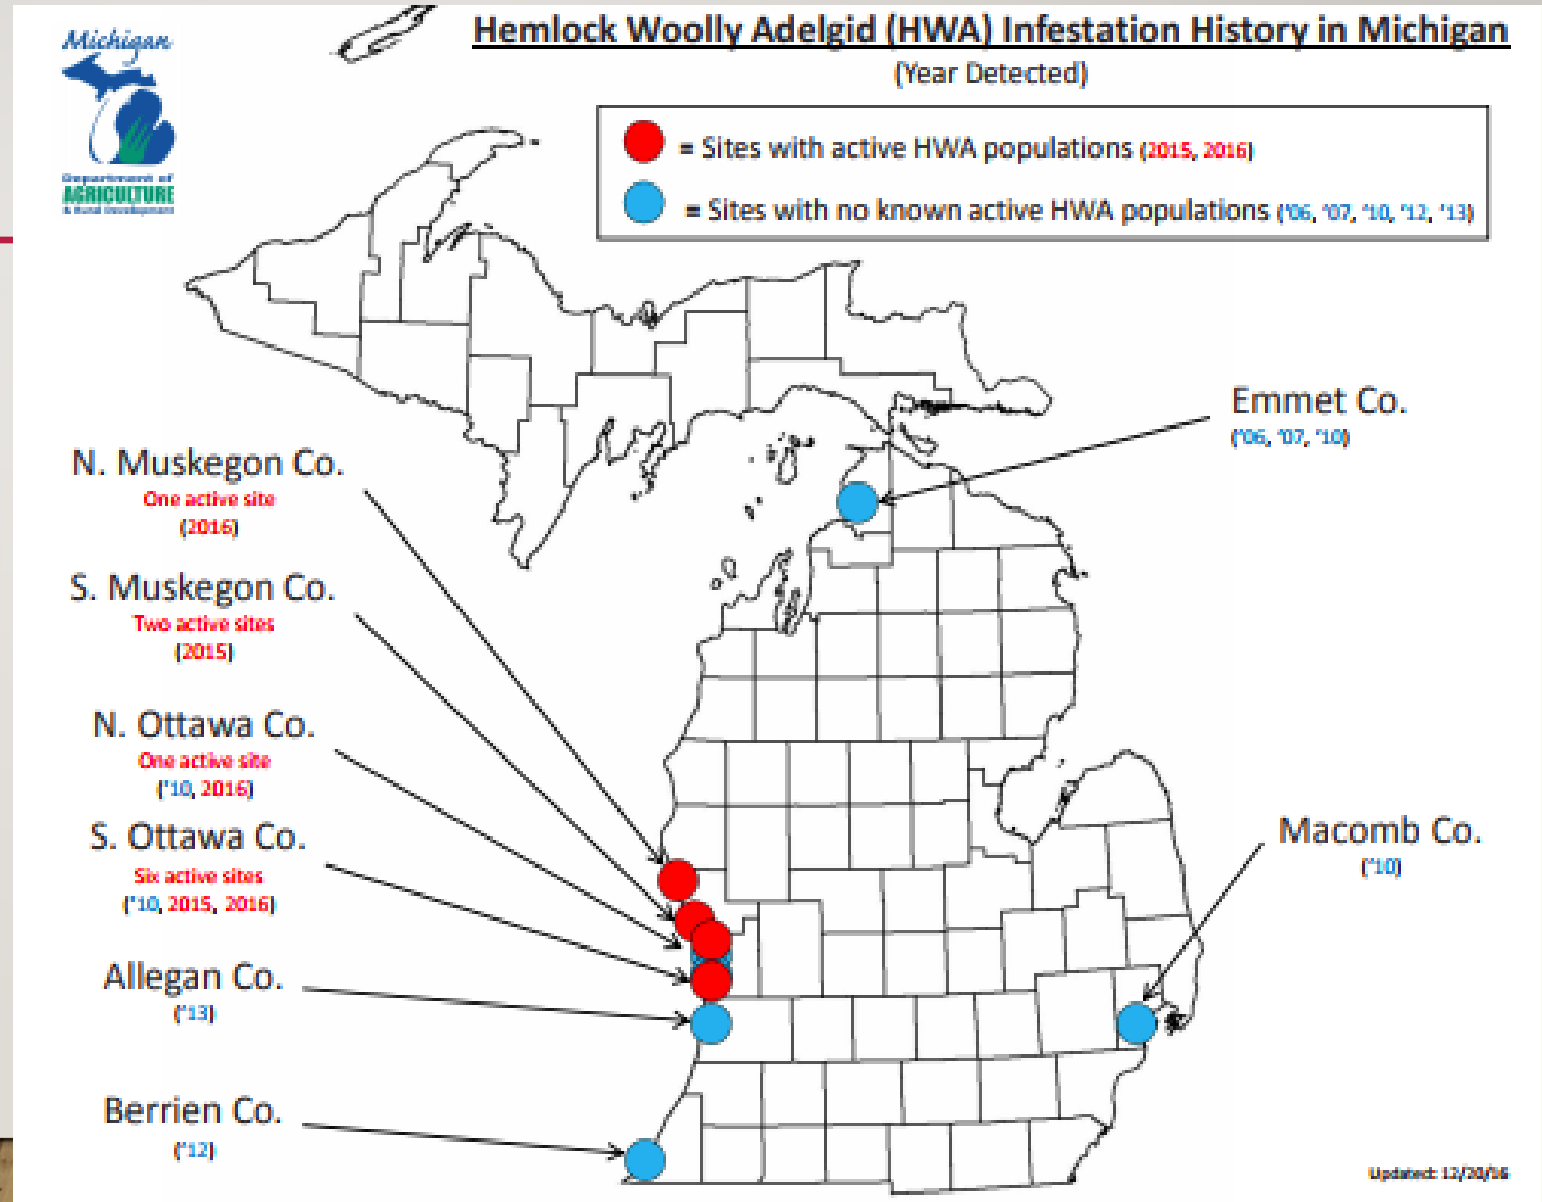 Michigan
Department of
AGRICULTURE
& Rural Development
Hemlock Woolly Adelgid (HWA) Infestation History in Michigan
(Year Detected)
= Sites with active HWA populations (2015, 2016)
= Sites with no known active HWA populations ('06, '07, '10, '12, '13)
Emmet Co.
('06, '07, '10)
N. Muskegon Co.
One active site
(2016)
S. Muskegon Co.
Two active sites
(2015)
N. Ottawa Co.
One active site
('10, 2016)
S. Ottawa Co.
Six active sites
('10, 2015, 2016)
Allegan Co.
('13)
Berrien Co.
('12)
Macomb Co.
('10)
Updated: 12/20/16